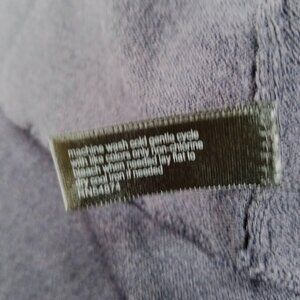 machine wash cold gentle cycle
with like colors only non-chlorine
bleach when needed lay flat to
dry cool iron if needed